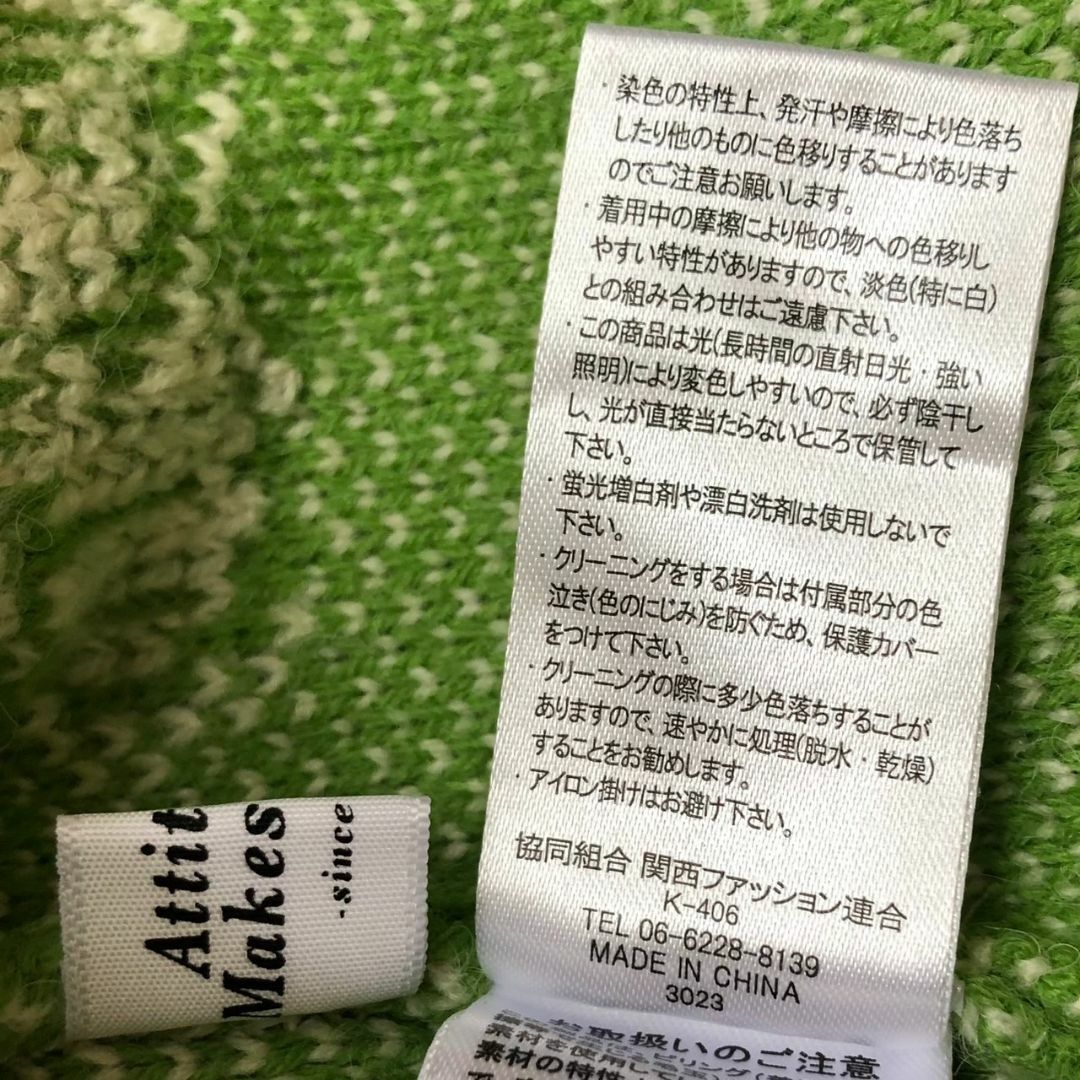 ・染色の特性上、発汗や摩擦により色落ち
したり他のものに色移りすることがあります
のでご注意お願いします。
・着用中の摩擦により他の物への色移りし
やすい特性がありますので、淡色(特に白)
との組み合わせはご遠慮下さい。
・この商品は光(長時間の直射日光・強い
照明)により変色しやすいので、必ず陰干し
し、光が直接当たらないところで保管して
下さい。
・蛍光増白剤や漂白洗剤は使用しないで
下さい。
・クリーニングをする場合は付属部分の色
泣き(色のにじみ)を防ぐため、保護カバー
をつけて下さい。
・クリーニングの際に多少色落ちすることが
ありますので、速やかに処理(脱水・乾燥)
することをお勧めします。
・アイロン掛けはお避け下さい。
協同組合 関西ファッション連合
K-406
TEL 06-6228-8139
MADE IN CHINA
3023
お取扱いのご注意
素材を使用し
素材の特性
Attit
Makes
-since